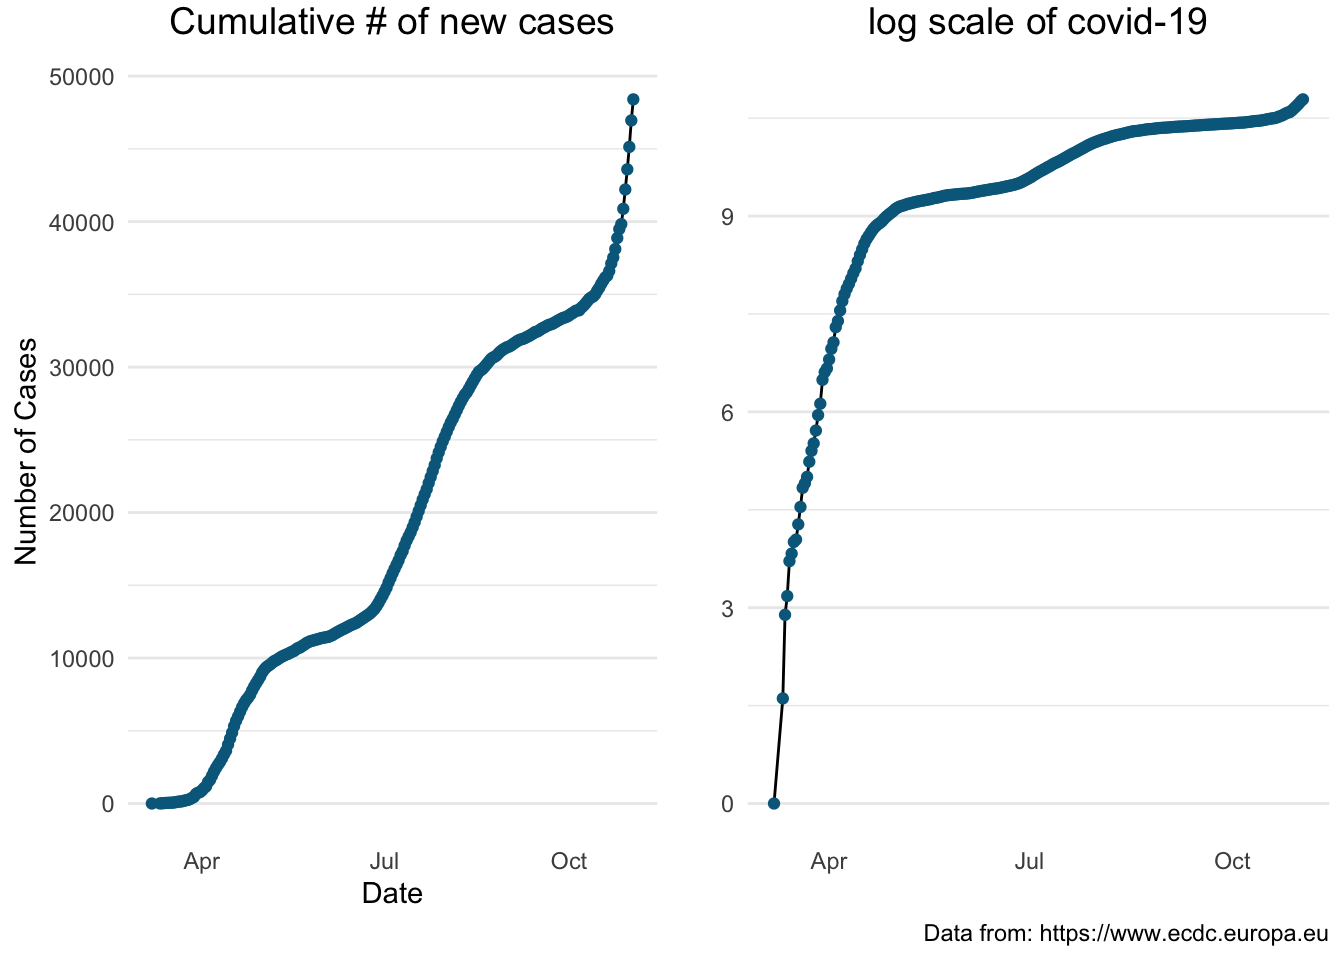 Cumulative # of new cases
Number of Cases
50000
40000
30000
20000
10000
0
Apr Jul Oct
Date
log scale of covid-19
9
6
3
0
Apr Jul Oct
Data from: https://www.ecdc.europa.eu